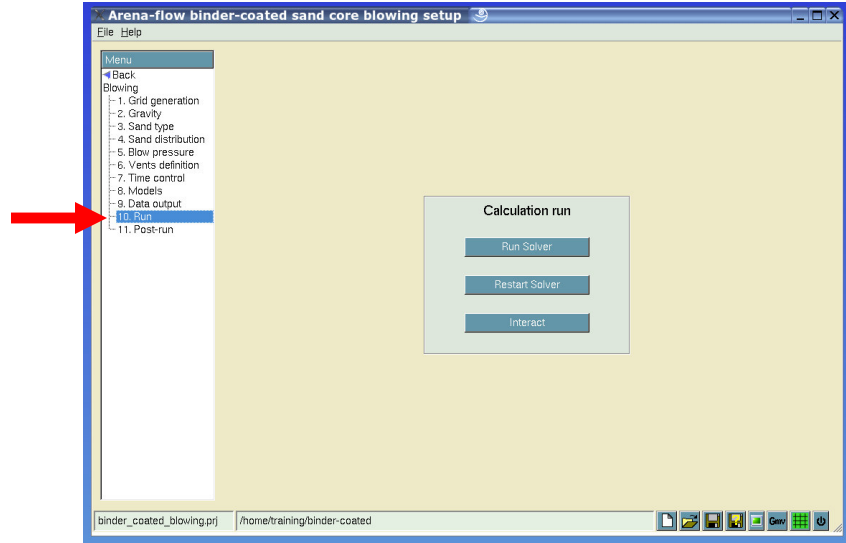 Arena-flow binder-coated sand core blowing setup
File Help
Menu
Back
Blowing
1. Grid generation
2. Gravity
3. Sand type
4. Sand distribution
5. Blow pressure
6. Vents definition
7. Time control
8. Models
9. Data output
10. Run
11. Post-run
Calculation run
Run Solver
Restart Solver
Interact
binder_coated_blowing.prj /home/training/binder-coated Gmv